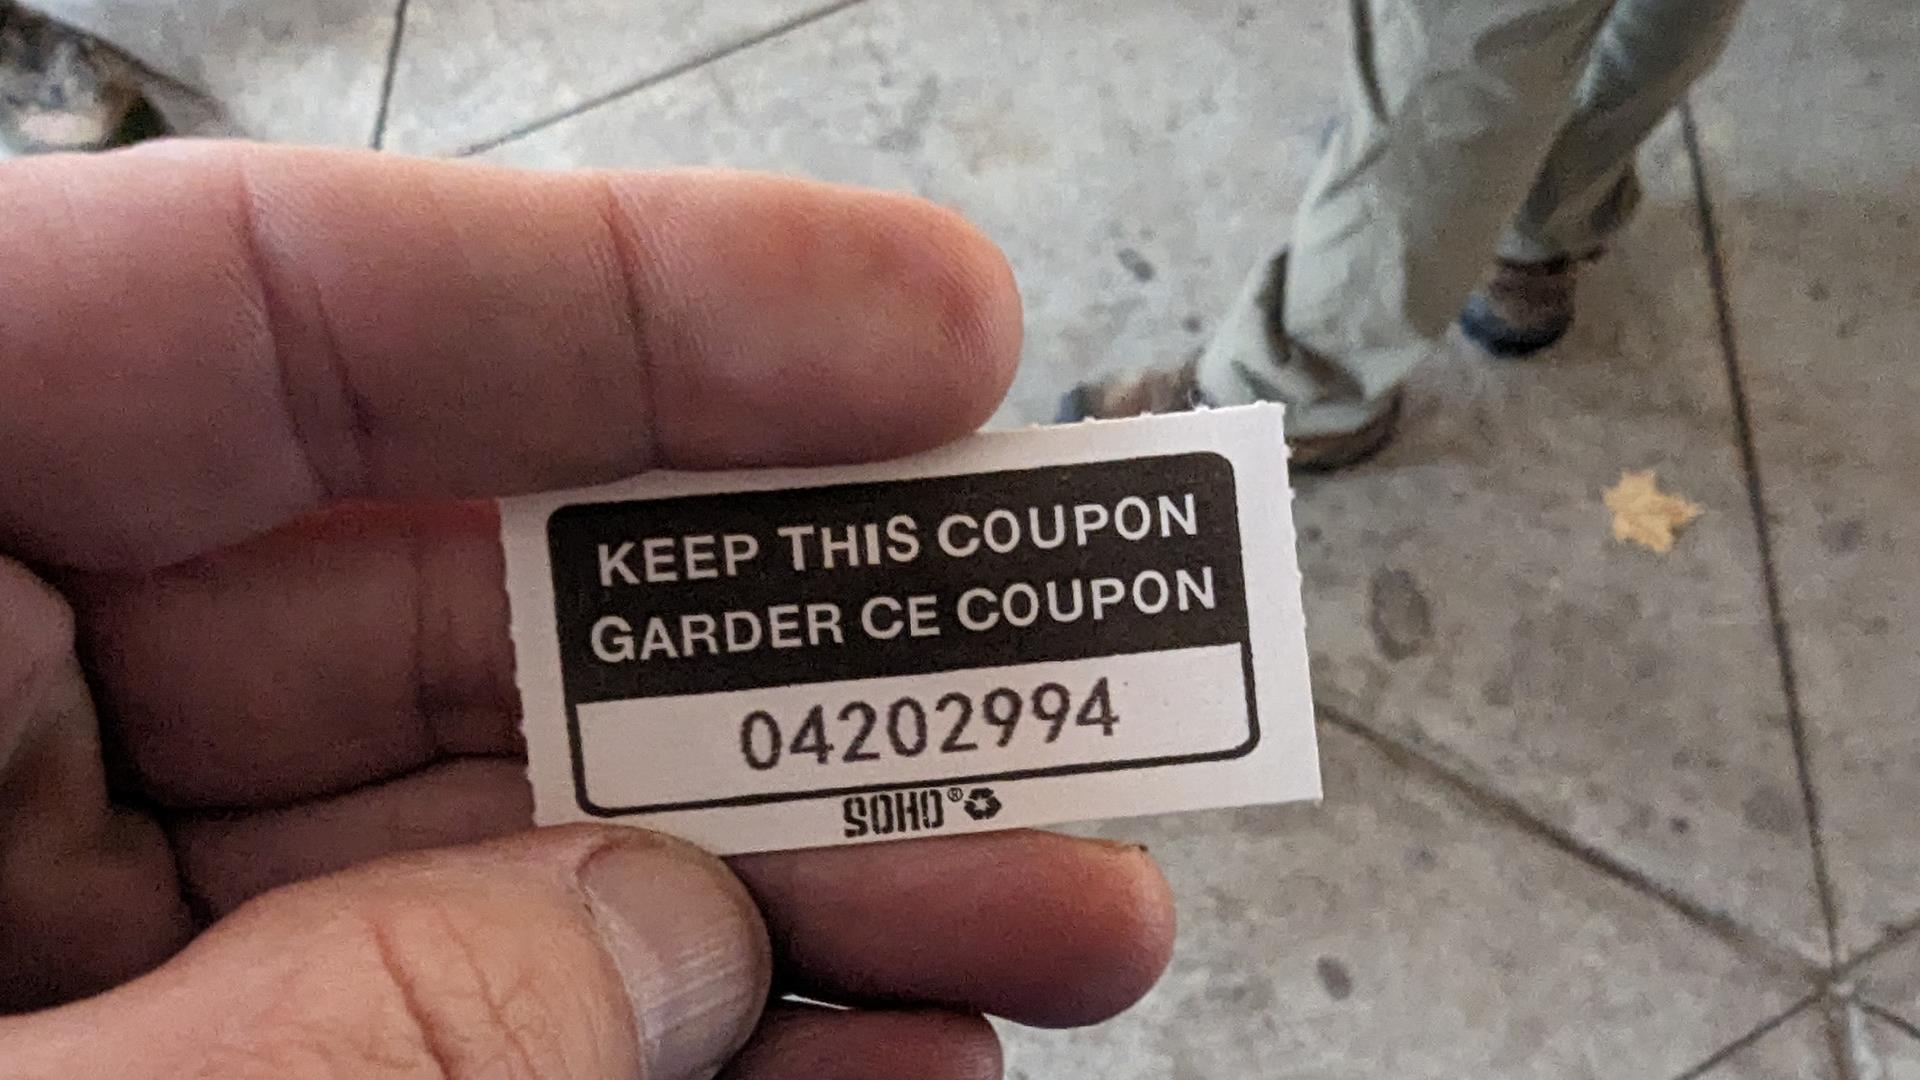 KEEP THIS COUPON
GARDER CE COUPON
04202994
SOHO®